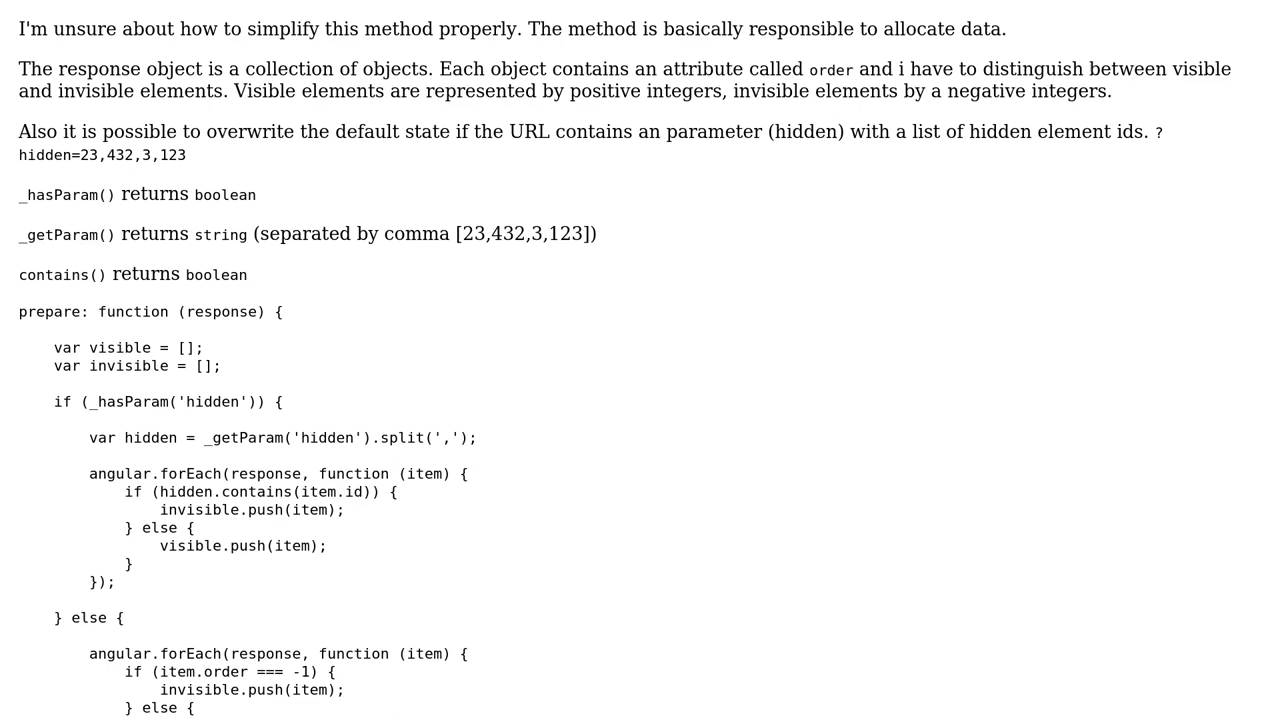 I'm unsure about how to simplify this method properly. The method is basically responsible to allocate data.
The response object is a collection of objects. Each object contains an attribute called order and i have to distinguish between visible
and invisible elements. Visible elements are represented by positive integers, invisible elements by a negative integers.
Also it is possible to overwrite the default state if the URL contains an parameter (hidden) with a list of hidden element ids. ?
hidden=23,432,3,123
_hasParam() returns boolean
_getParam() returns string (separated by comma [23,432,3,123])
contains() returns boolean
prepare: function (response) {
    var visible = [];
    var invisible = [];
    if (_hasParam('hidden')) {
        var hidden = _getParam('hidden').split(',');
        angular.forEach(response, function (item) {
            if (hidden.contains(item.id)) {
                invisible.push(item);
            } else {
                visible.push(item);
            }
        });
    } else {
        angular.forEach(response, function (item) {
            if (item.order === -1) {
                invisible.push(item);
            } else {